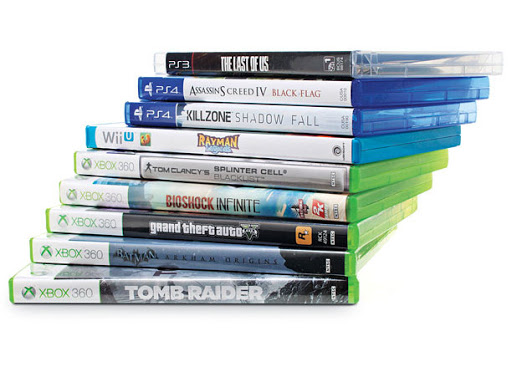 PS3 THE LAST OF US
PS4 ASSASSIN'S CREED IV BLACK-FLAG
PS4 KILLZONE SHADOW FALL
Wii U RAYMAN
XBOX 360 TOM CLANCY'S SPLINTER CELL
BLACKLIST
XBOX 360 BIOSHOCK INFINITE 2K
XBOX 360 grand theft auto V R
XBOX 360 BATMAN ARKHAM ORIGINS
XBOX 360 TOMB RAIDER